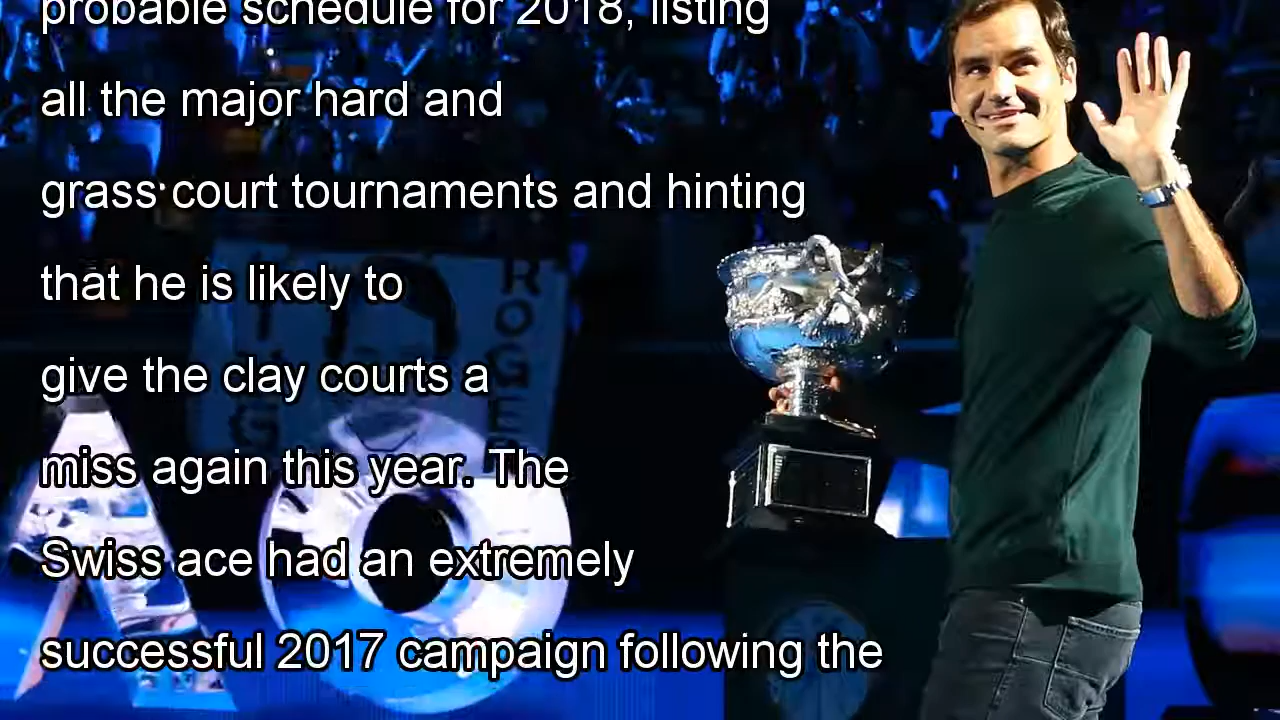 probable schedule for 2018, listing
all the major hard and
grass court tournaments and hinting
that he is likely to
give the clay courts a
miss again this year. The
Swiss ace had an extremely
successful 2017 campaign following the
AO
ROGER